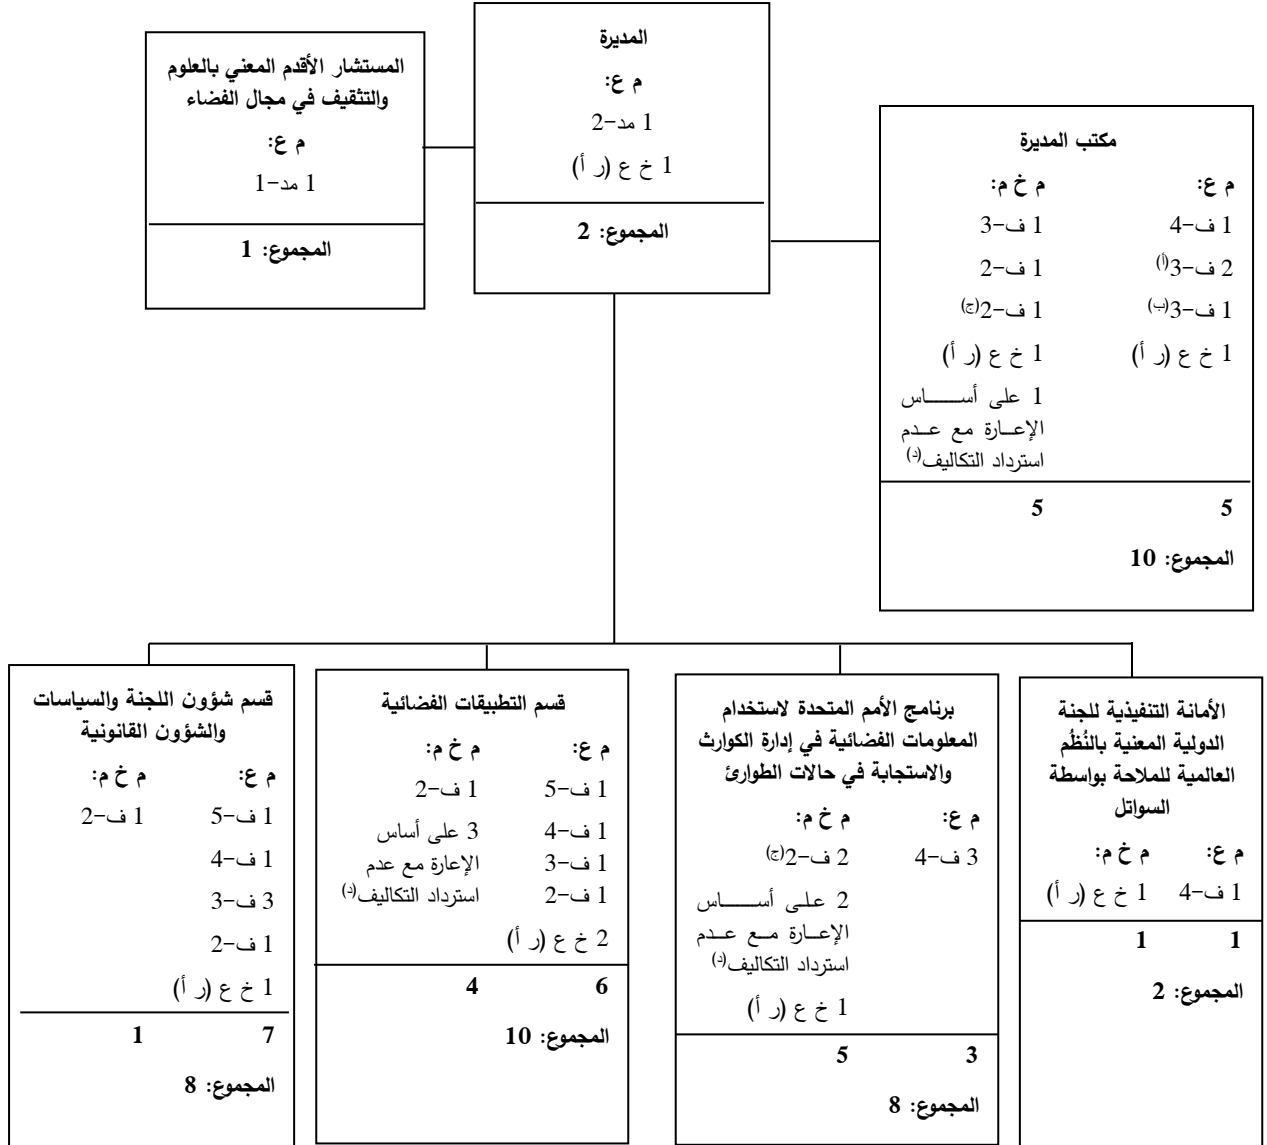 المديرة
م ع:
1 مد-2
1 خ ع (ر أ)
المجموع: 2
المستشار الأقدم المعني بالعلوم
والتثقيف في مجال الفضاء
م ع:
1 مد-1
المجموع: 1
مكتب المديرة
م ع: م خ م:
1 ف-4 1 ف-3
2 ف-3(أ) 1 ف-2
1 ف-3(ب) 1 ف-2(ج)
1 خ ع (ر أ) 1 خ ع (ر أ)
1 على أســـــاس
الإعــارة مع عــدم
استرداد التكاليف(د)
5 5
المجموع: 10
الأمانة التنفيذية للجنة
الدولية المعنية بالنُظُم
العالمية للملاحة بواسطة
السواتل
م ع: م خ م:
1 ف-4 1 خ ع (ر أ)
1 1
المجموع: 2
برنامج الأمم المتحدة لاستخدام
المعلومات الفضائية في إدارة الكوارث
والاستجابة في حالات الطوارئ
م ع: م خ م:
3 ف-4 2 ف-2(ج)
2 على أســـــاس
الإعــارة مــع عــدم
استرداد التكاليف(د)
1 خ ع (ر أ)
3 5
المجموع: 8
قسم التطبيقات الفضائية
م ع: م خ م:
1 ف-5 1 ف-2
1 ف-4 3 على أساس
1 ف-3 الإعارة مع عدم
1 ف-2 استرداد التكاليف(د)
2 خ ع (ر أ)
6 4
المجموع: 10
قسم شؤون اللجنة والسياسات
والشؤون القانونية
م ع: م خ م:
1 ف-5 1 ف-2
1 ف-4
3 ف-3
1 ف-2
1 خ ع (ر أ)
7 1
المجموع: 8